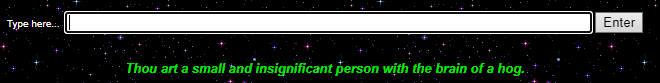 Type here... Enter
Thou art a small and insignificant person with the brain of a hog.